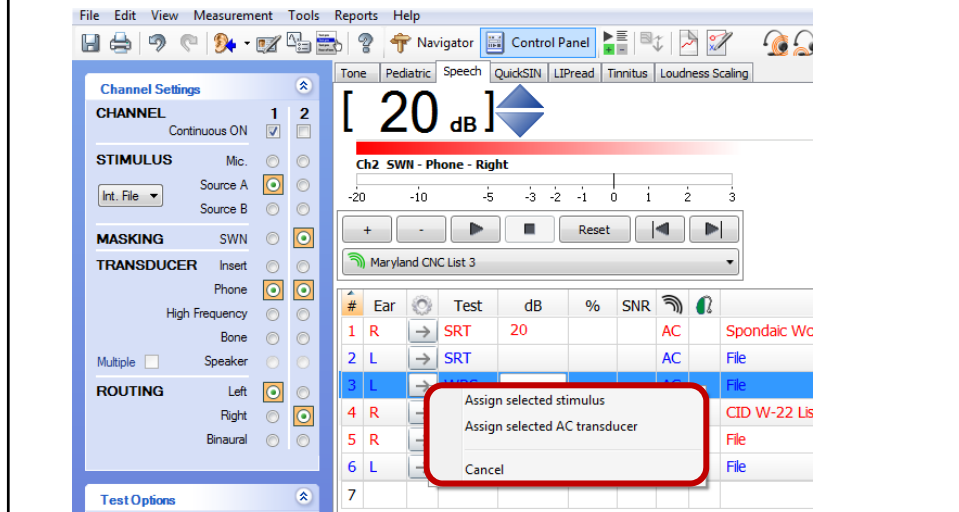 File Edit View Measurement Tools Reports Help
Navigator Control Panel
Channel Settings
CHANNEL 1 2
Continuous ON
STIMULUS Mic.
Int. File Source A
Source B
MASKING SWN
TRANSDUCER Insert
Phone
High Frequency
Bone
Multiple Speaker
ROUTING Left
Right
Binaural
Test Options
Tone Pediatric Speech QuickSIN LIPread Tinnitus Loudness Scaling
[ 20 dB ]
Ch2 SWN - Phone - Right
-20 -10 -5 -3 -2 -1 0 1 2 3
+ - Reset
Maryland CNC List 3
# Ear Test dB % SNR
1 R SRT 20 AC Spondaic Wo
2 L SRT AC File
3 L File
4 R CID W-22 Lis
5 R File
6 L File
7
Assign selected stimulus
Assign selected AC transducer
Cancel